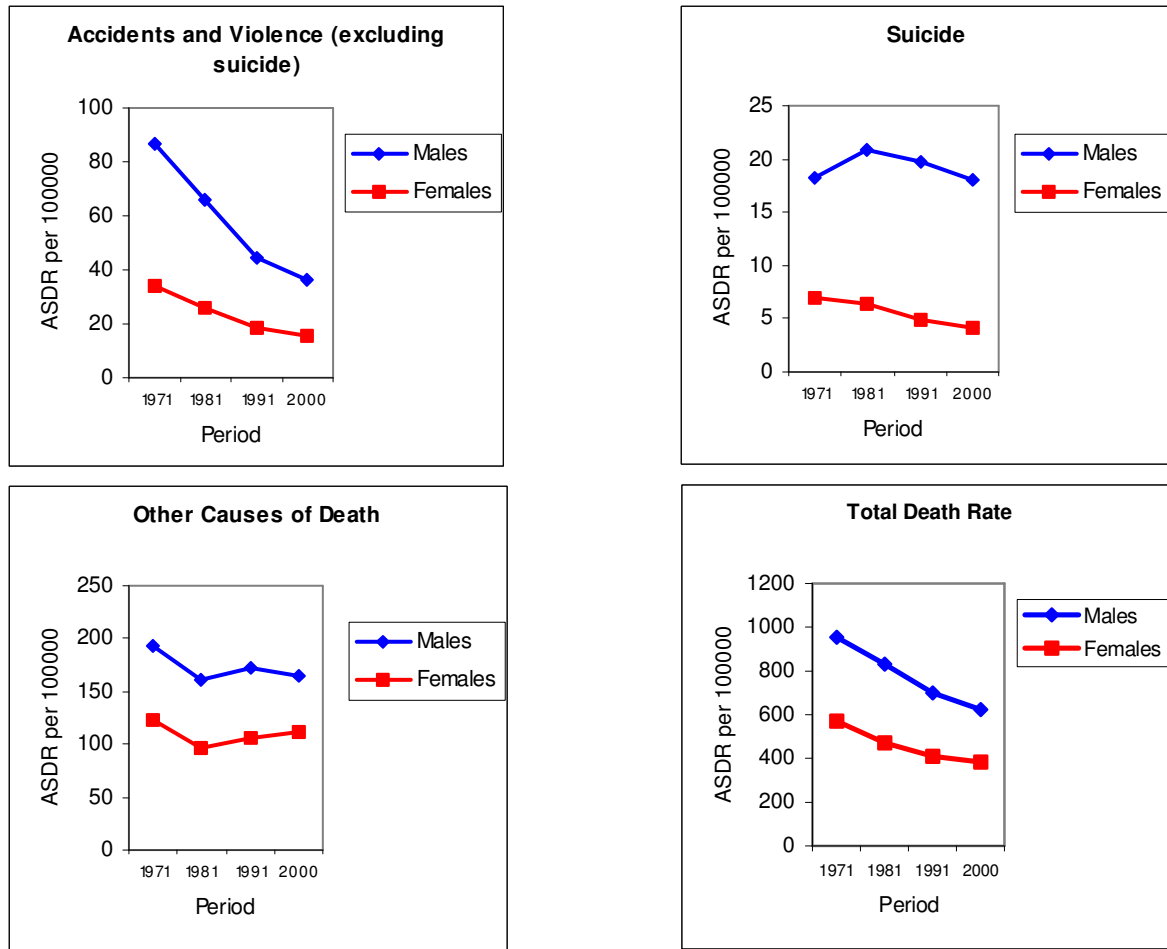 Accidents and Violence (excluding
suicide)
100
80
60
40
20
0
ASDR per 100000
1971 1981 1991 2000
Period
Males
Females
Suicide
25
20
15
10
5
0
ASDR per 100000
1971 1981 1991 2000
Period
Males
Females
Other Causes of Death
250
200
150
100
50
0
ASDR per 100000
1971 1981 1991 2000
Period
Males
Females
Total Death Rate
1200
1000
800
600
400
200
0
ASDR per 100000
1971 1981 1991 2000
Period
Males
Females